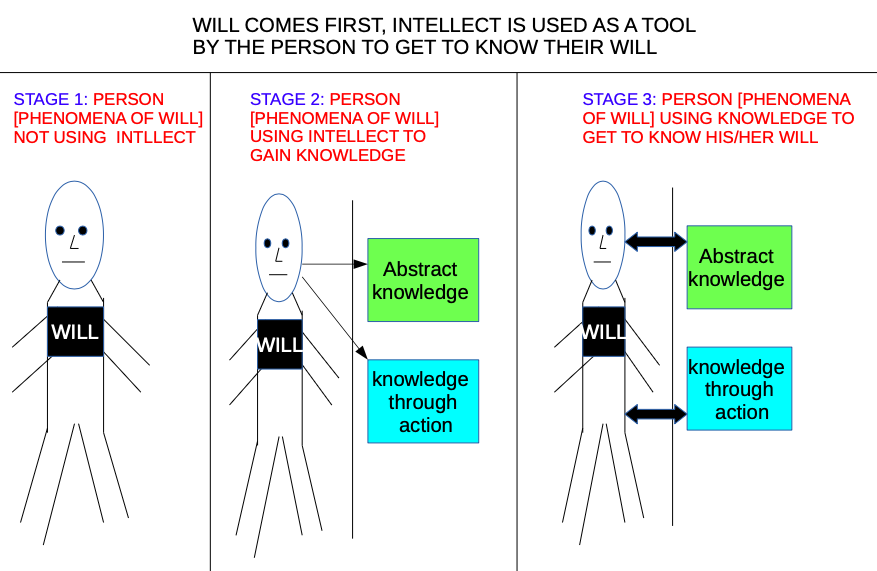 WILL COMES FIRST, INTELLECT IS USED AS A TOOL
BY THE PERSON TO GET TO KNOW THEIR WILL
STAGE 1: PERSON
[PHENOMENA OF WILL]
NOT USING INTLLECT
WILL
STAGE 2: PERSON
[PHENOMENA OF WILL]
USING INTELLECT TO
GAIN KNOWLEDGE
Abstract
knowledge
WILL
knowledge
through
action
STAGE 3: PERSON [PHENOMENA
OF WILL] USING KNOWLEDGE TO
GET TO KNOW HIS/HER WILL
Abstract
knowledge
WILL
knowledge
through
action